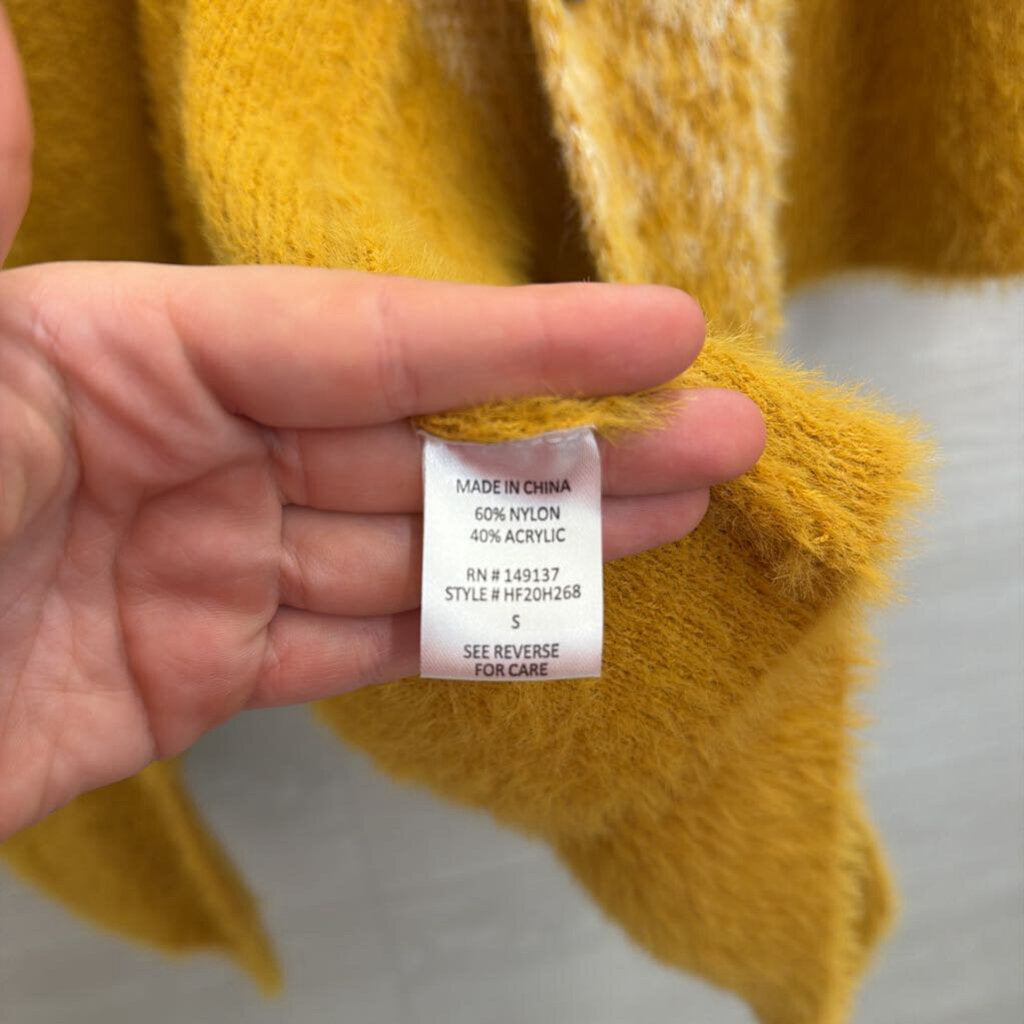 MADE IN CHINA
60% NYLON
40% ACRYLIC
RN # 149137
STYLE # HF20H268
S
SEE REVERSE
FOR CARE